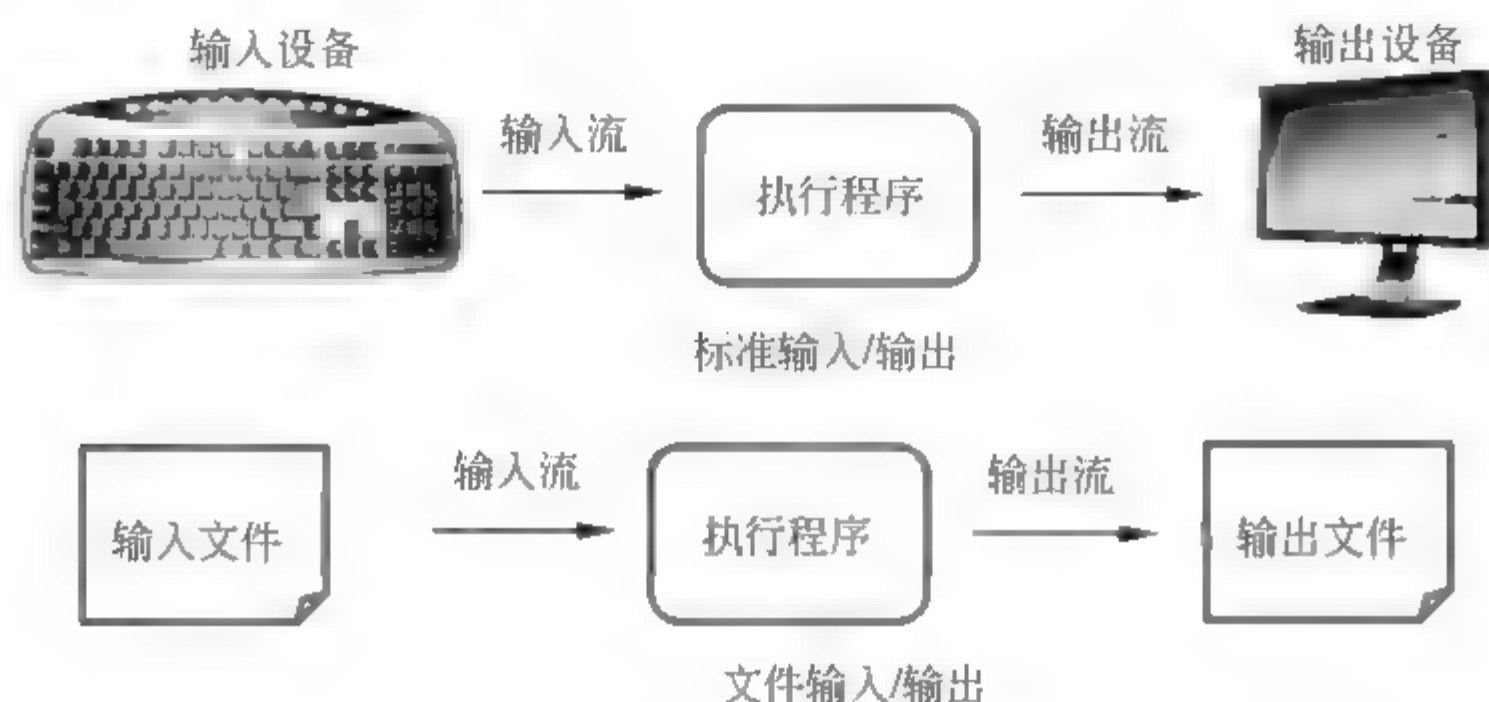 输入设备
输出设备
输入流
输出流
执行程序
标准输入/输出
输入流
输出流
输入文件
执行程序
输出文件
文件输入/输出